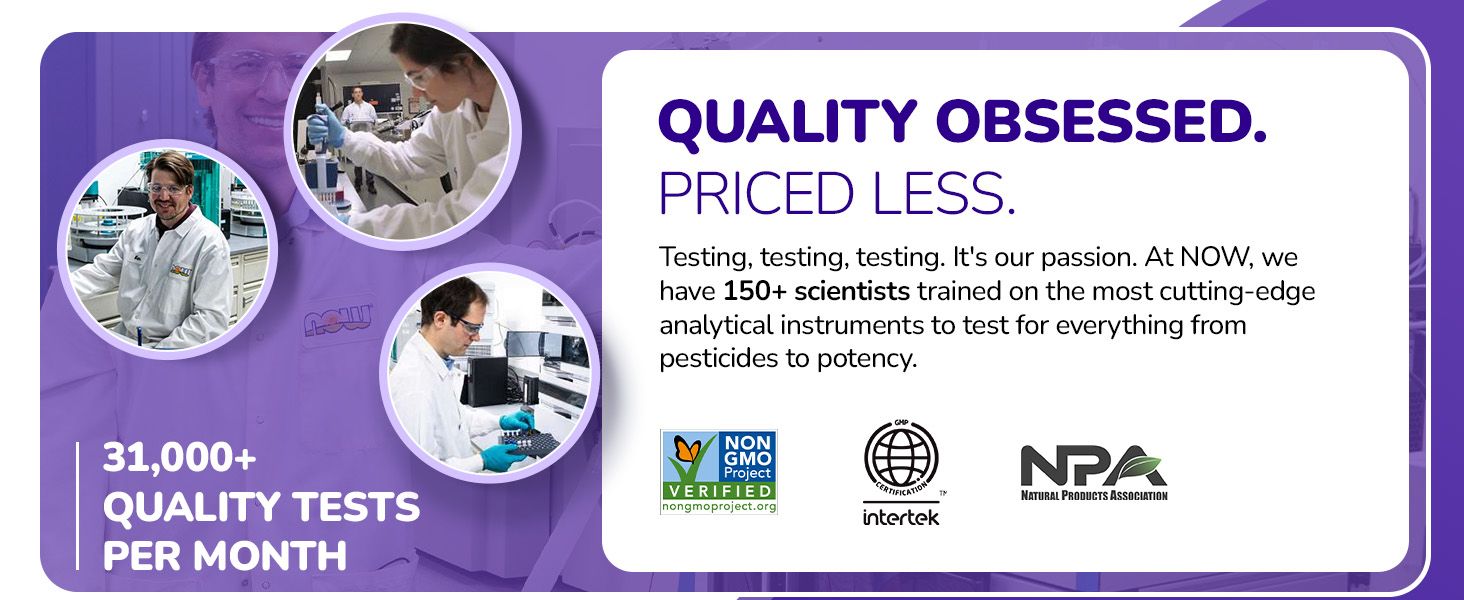 31,000+
QUALITY TESTS
PER MONTH
NOW
QUALITY OBSESSED.
PRICED LESS.
Testing, testing, testing. It's our passion. At NOW, we
have 150+ scientists trained on the most cutting-edge
analytical instruments to test for everything from
pesticides to potency.
NON
GMO
Project
VERIFIED
nongmoproject.org
GMP
CERTIFICATION
TM
intertek
NPA
NATURAL PRODUCTS ASSOCIATION